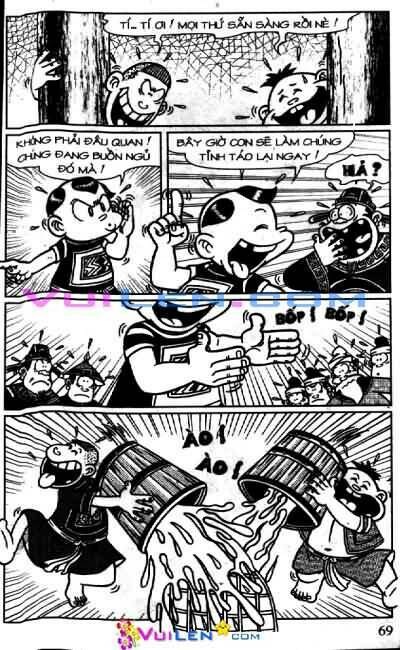 TÍ... TÍ ƠI! MỌI THỨ SẴN SÀNG RỒI NÈ!
KHÔNG PHẢI ĐÂU QUAN!
CHÚNG ĐANG BUỒN NGỦ
ĐÓ MÀ!
BÂY GIỜ CON SẼ LÀM CHÚNG
TỈNH TÁO LẠI NGAY!
HẢ?
VUILEN.COM
BỐP! BỐP!
ÀO!
ÀO!
69
VUILEN.COM